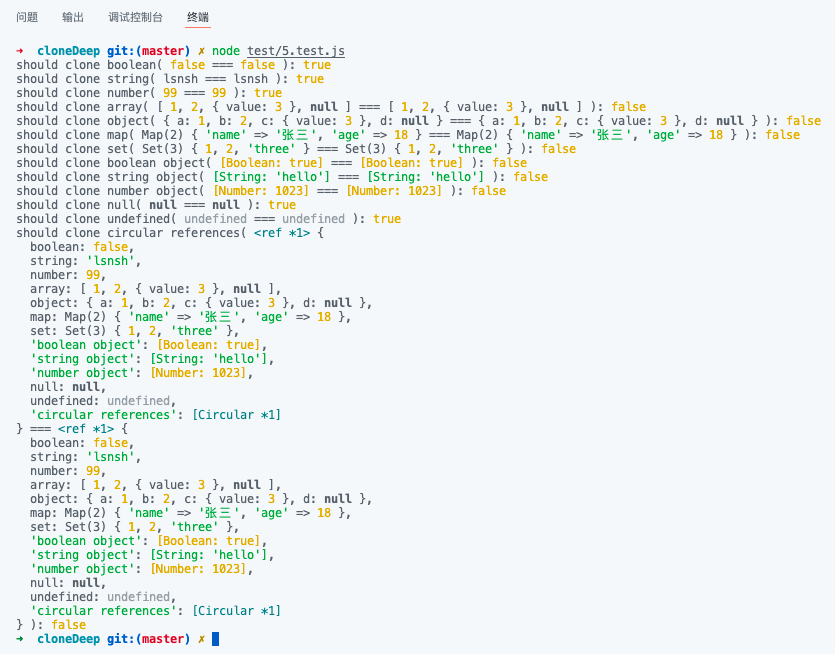 问题 输出 调试控制台 终端
→ cloneDeep git:(master) ✗ node test/5.test.js
should clone boolean( false === false ): true
should clone string( lsnsh === lsnsh ): true
should clone number( 99 === 99 ): true
should clone array( [ 1, 2, { value: 3 }, null ] === [ 1, 2, { value: 3 }, null ] ): false
should clone object( { a: 1, b: 2, c: { value: 3 }, d: null } === { a: 1, b: 2, c: { value: 3 }, d: null } ): false
should clone map( Map(2) { 'name' => '张三', 'age' => 18 } === Map(2) { 'name' => '张三', 'age' => 18 } ): false
should clone set( Set(3) { 1, 2, 'three' } === Set(3) { 1, 2, 'three' } ): false
should clone boolean object( [Boolean: true] === [Boolean: true] ): false
should clone string object( [String: 'hello'] === [String: 'hello'] ): false
should clone number object( [Number: 1023] === [Number: 1023] ): false
should clone null( null === null ): true
should clone undefined( undefined === undefined ): true
should clone circular references( <ref *1> {
  boolean: false,
  string: 'lsnsh',
  number: 99,
  array: [ 1, 2, { value: 3 }, null ],
  object: { a: 1, b: 2, c: { value: 3 }, d: null },
  map: Map(2) { 'name' => '张三', 'age' => 18 },
  set: Set(3) { 1, 2, 'three' },
  'boolean object': [Boolean: true],
  'string object': [String: 'hello'],
  'number object': [Number: 1023],
  null: null,
  undefined: undefined,
  'circular references': [Circular *1]
} === <ref *1> {
  boolean: false,
  string: 'lsnsh',
  number: 99,
  array: [ 1, 2, { value: 3 }, null ],
  object: { a: 1, b: 2, c: { value: 3 }, d: null },
  map: Map(2) { 'name' => '张三', 'age' => 18 },
  set: Set(3) { 1, 2, 'three' },
  'boolean object': [Boolean: true],
  'string object': [String: 'hello'],
  'number object': [Number: 1023],
  null: null,
  undefined: undefined,
  'circular references': [Circular *1]
} ): false
→ cloneDeep git:(master) ✗